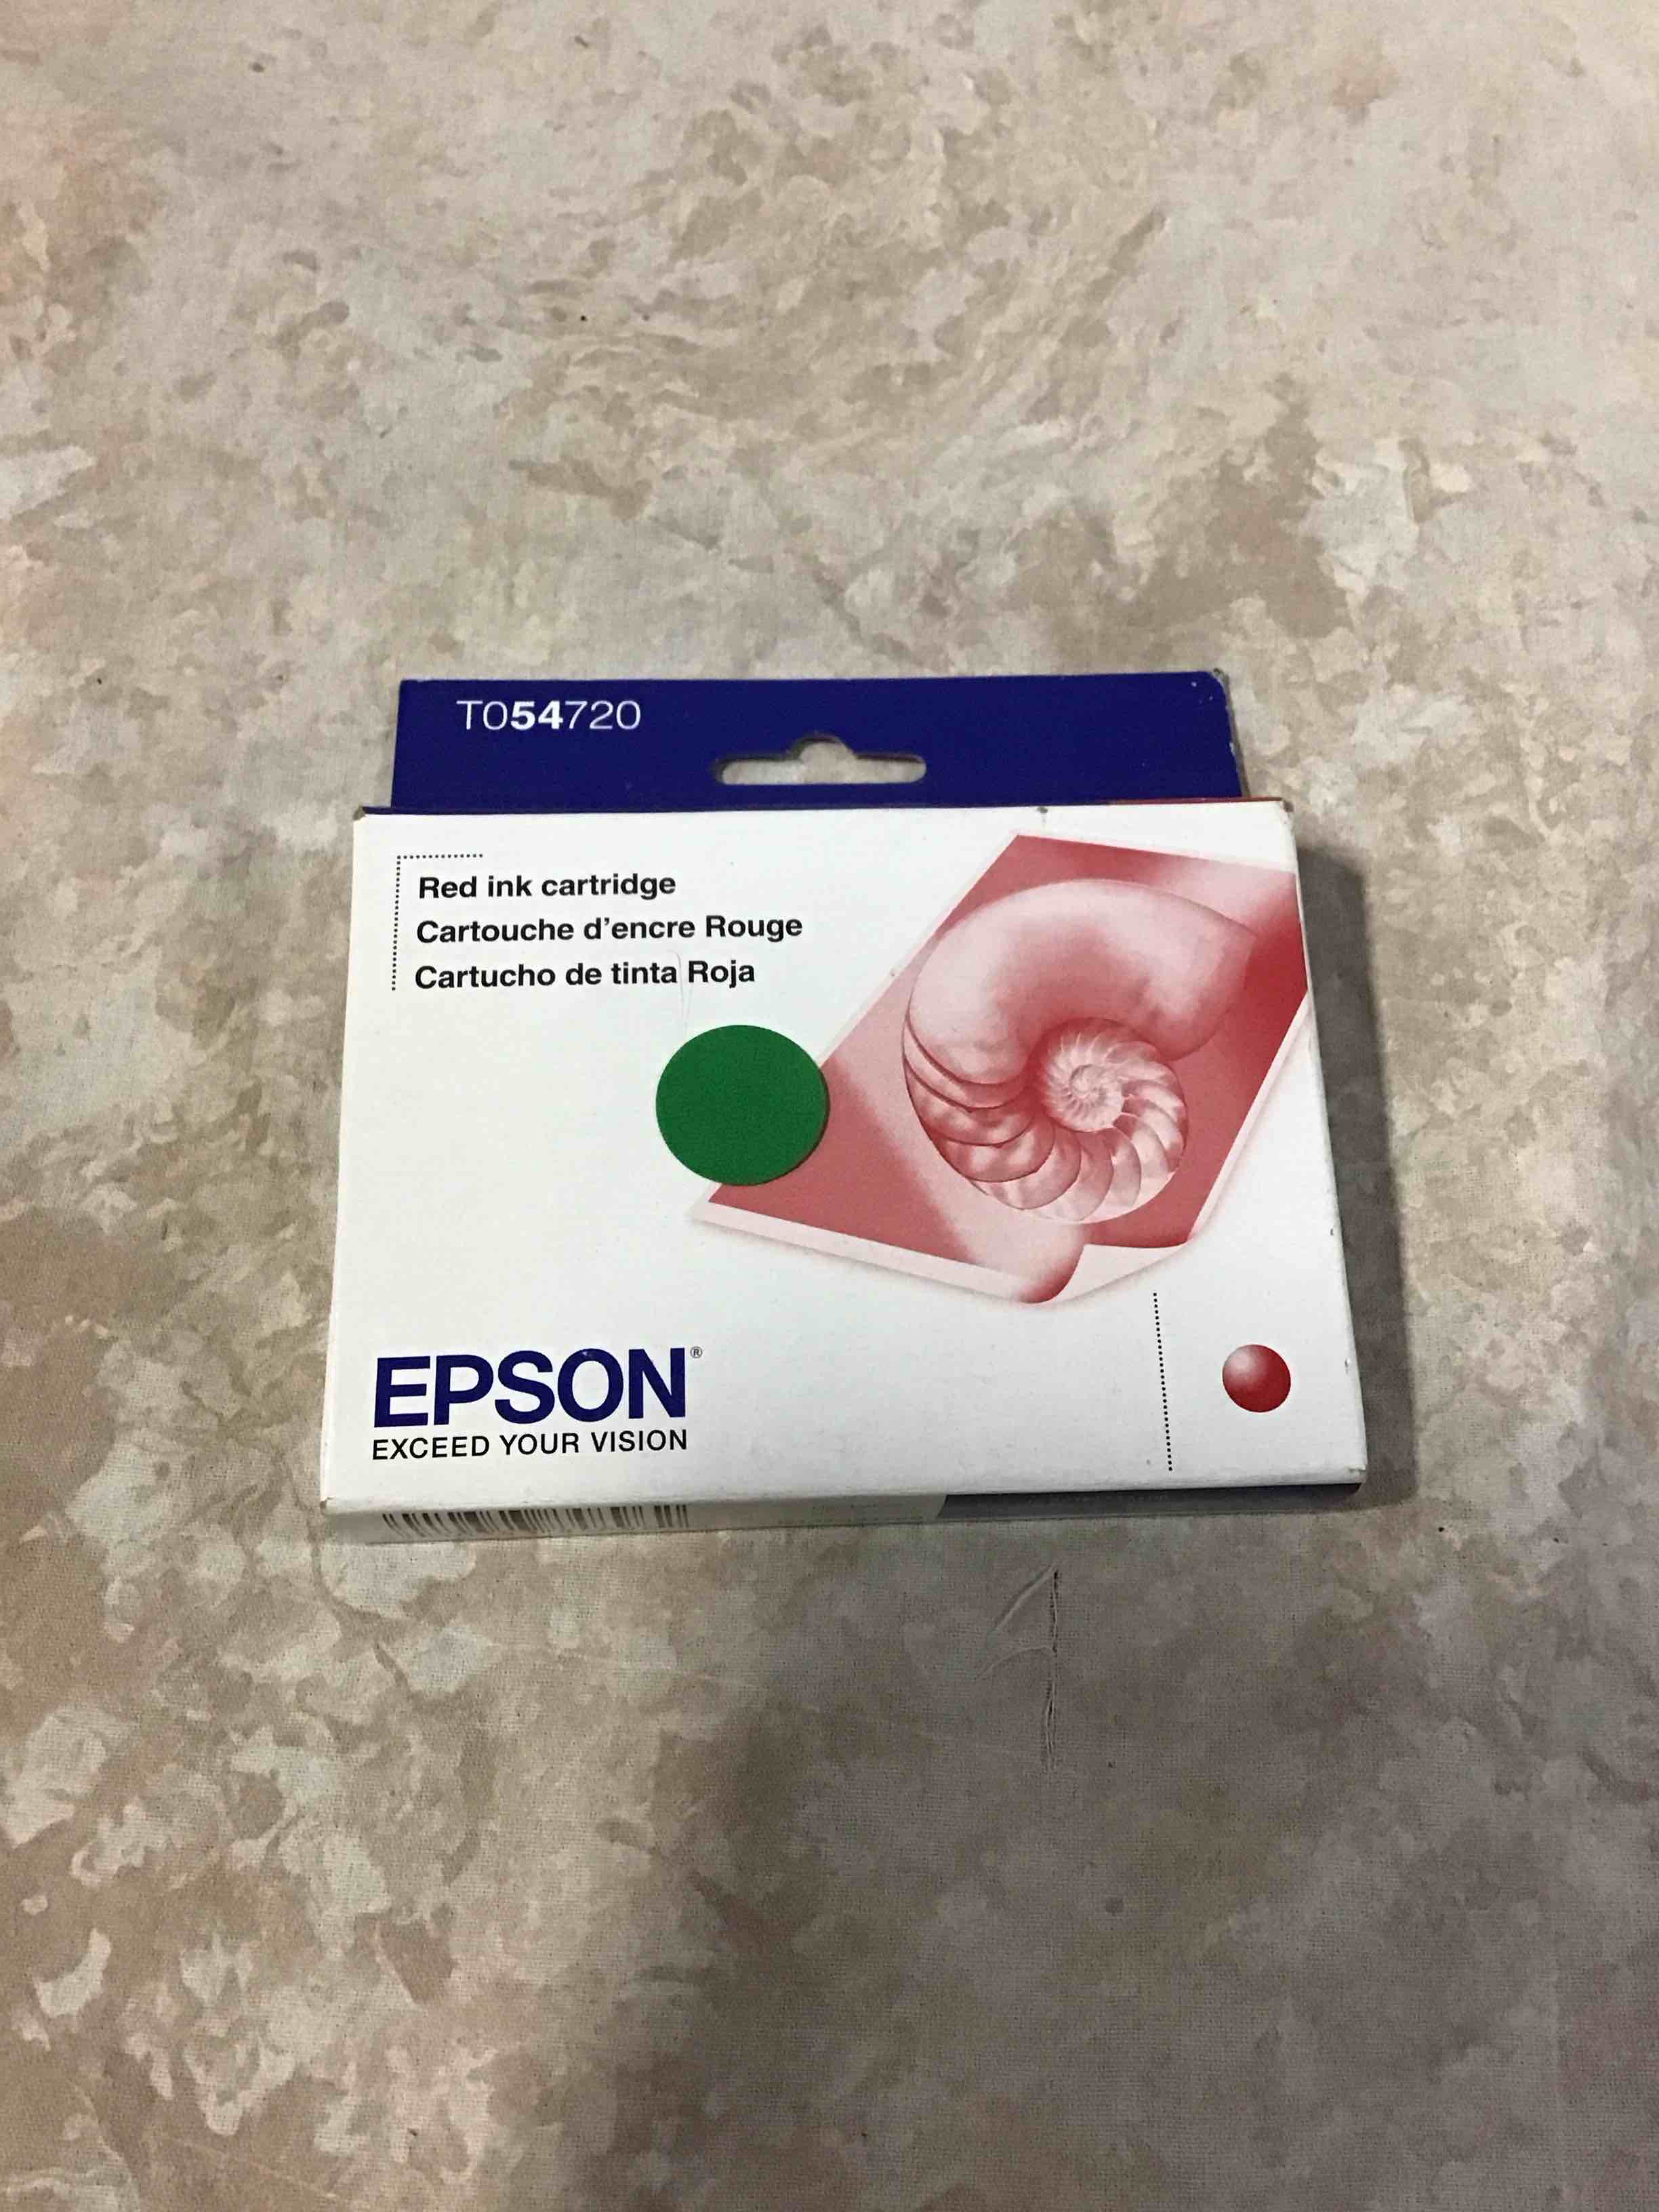 T054720
Red ink cartridge
Cartouche d'encre Rouge
Cartucho de tinta Roja
EPSON®
EXCEED YOUR VISION